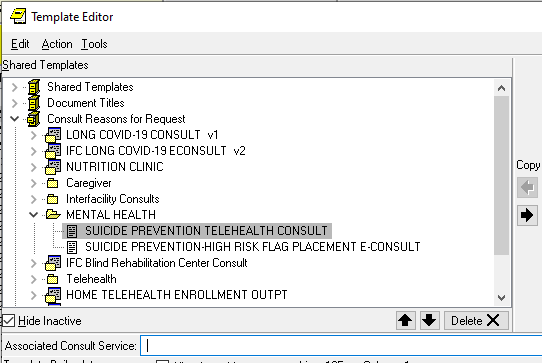 Template Editor
Edit Action Tools
Shared Templates
Shared Templates
Document Titles
Consult Reasons for Request
LONG COVID-19 CONSULT v1
IFC LONG COVID-19 ECONSULT v2
NUTRITION CLINIC
Copy
Caregiver
Interfacility Consults
MENTAL HEALTH
SUICIDE PREVENTION TELEHEALTH CONSULT
SUICIDE PREVENTION-HIGH RISK FLAG PLACEMENT E-CONSULT
IFC Blind Rehabilitation Center Consult
Telehealth
HOME TELEHEALTH ENROLLMENT OUTPT
Hide Inactive
Delete
Associated Consult Service: